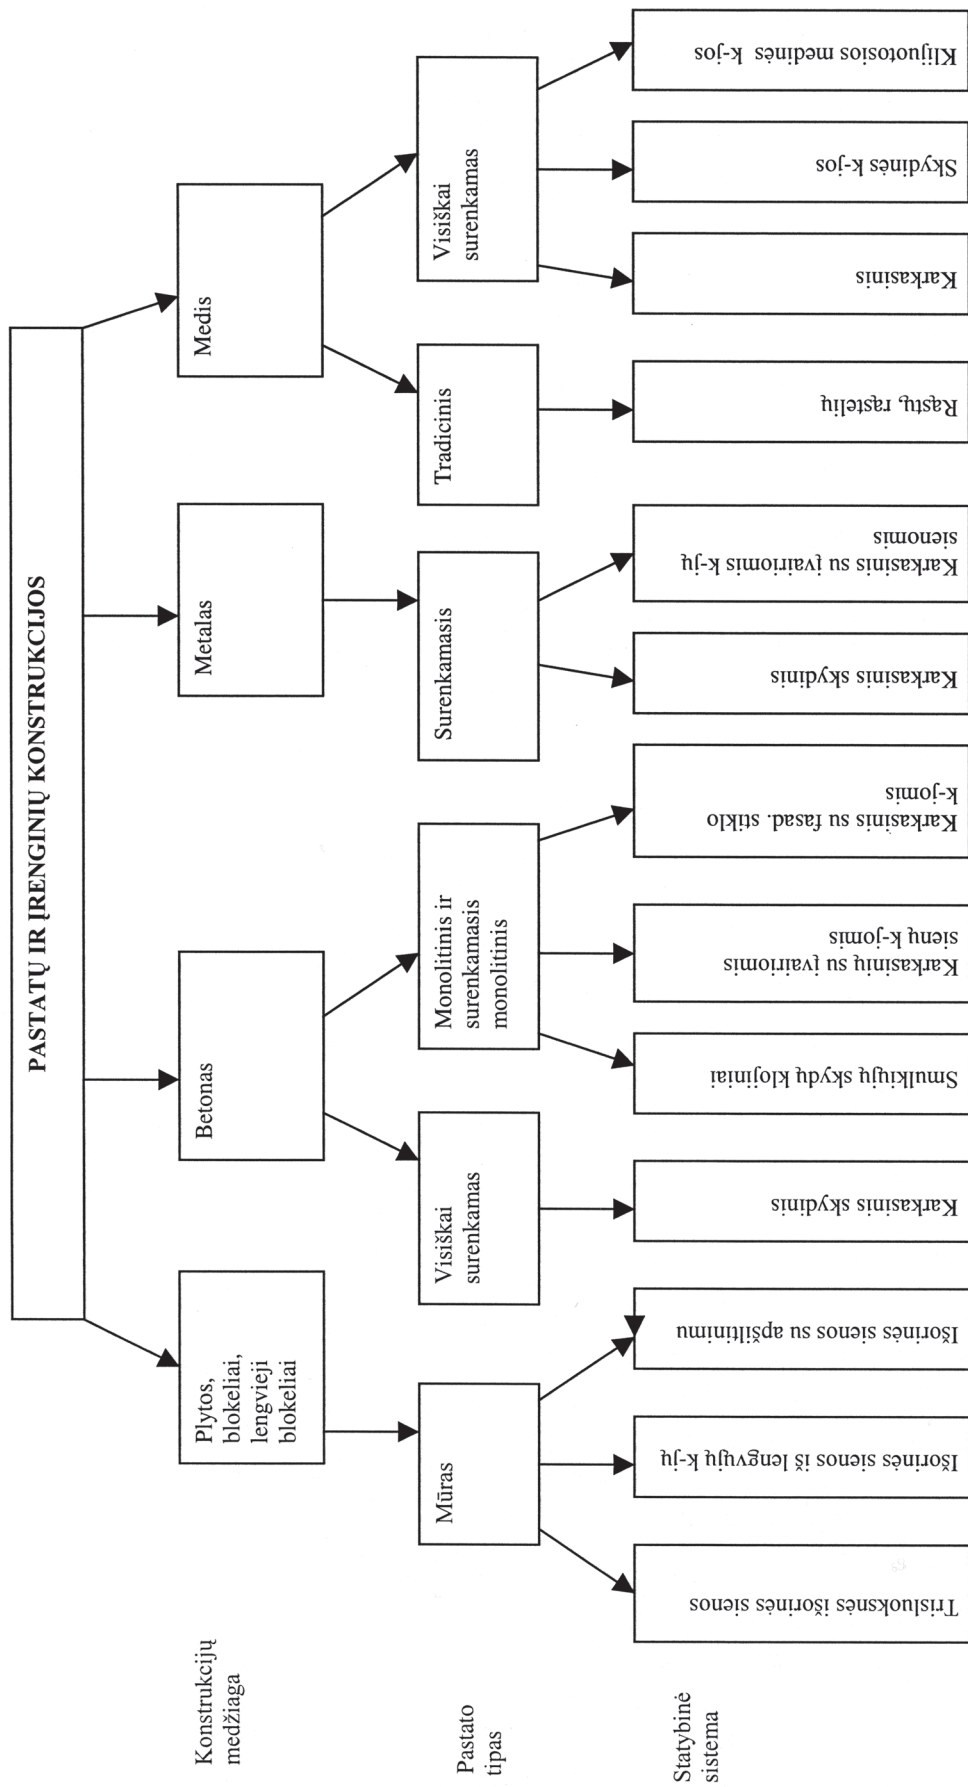 PASTATŲ IR ĮRENGINIŲ KONSTRUKCIJOS
Konstrukcijų
medžiaga
Plytos,
blokeliai,
lengvieji
blokeliai
Betonas
Metalas
Medis
Pastato
tipas
Mūras
Visiškai
surenkamas
Monolitinis ir
surenkamasis
monolitinis
Surenkamasis
Tradicinis
Visiškai
surenkamas
Statybinė
sistema
Trisluoksnės išorinės sienos
Išorinės sienos iš lengvųjų k-jų
Išorinės sienos su apšiltinimu
Karkasinis skydinis
Smulkiųjų skydų klojiniai
Karkasinių su įvairiomis
sienų k-jomis
Karkasinis su fasad. stiklo
k-jomis
Karkasinis skydinis
Karkasinis su įvairiomis k-jų
sienomis
Rąstų, rąstelių
Karkasinis
Skydinės k-jos
Klijuotosios medinės k-jos